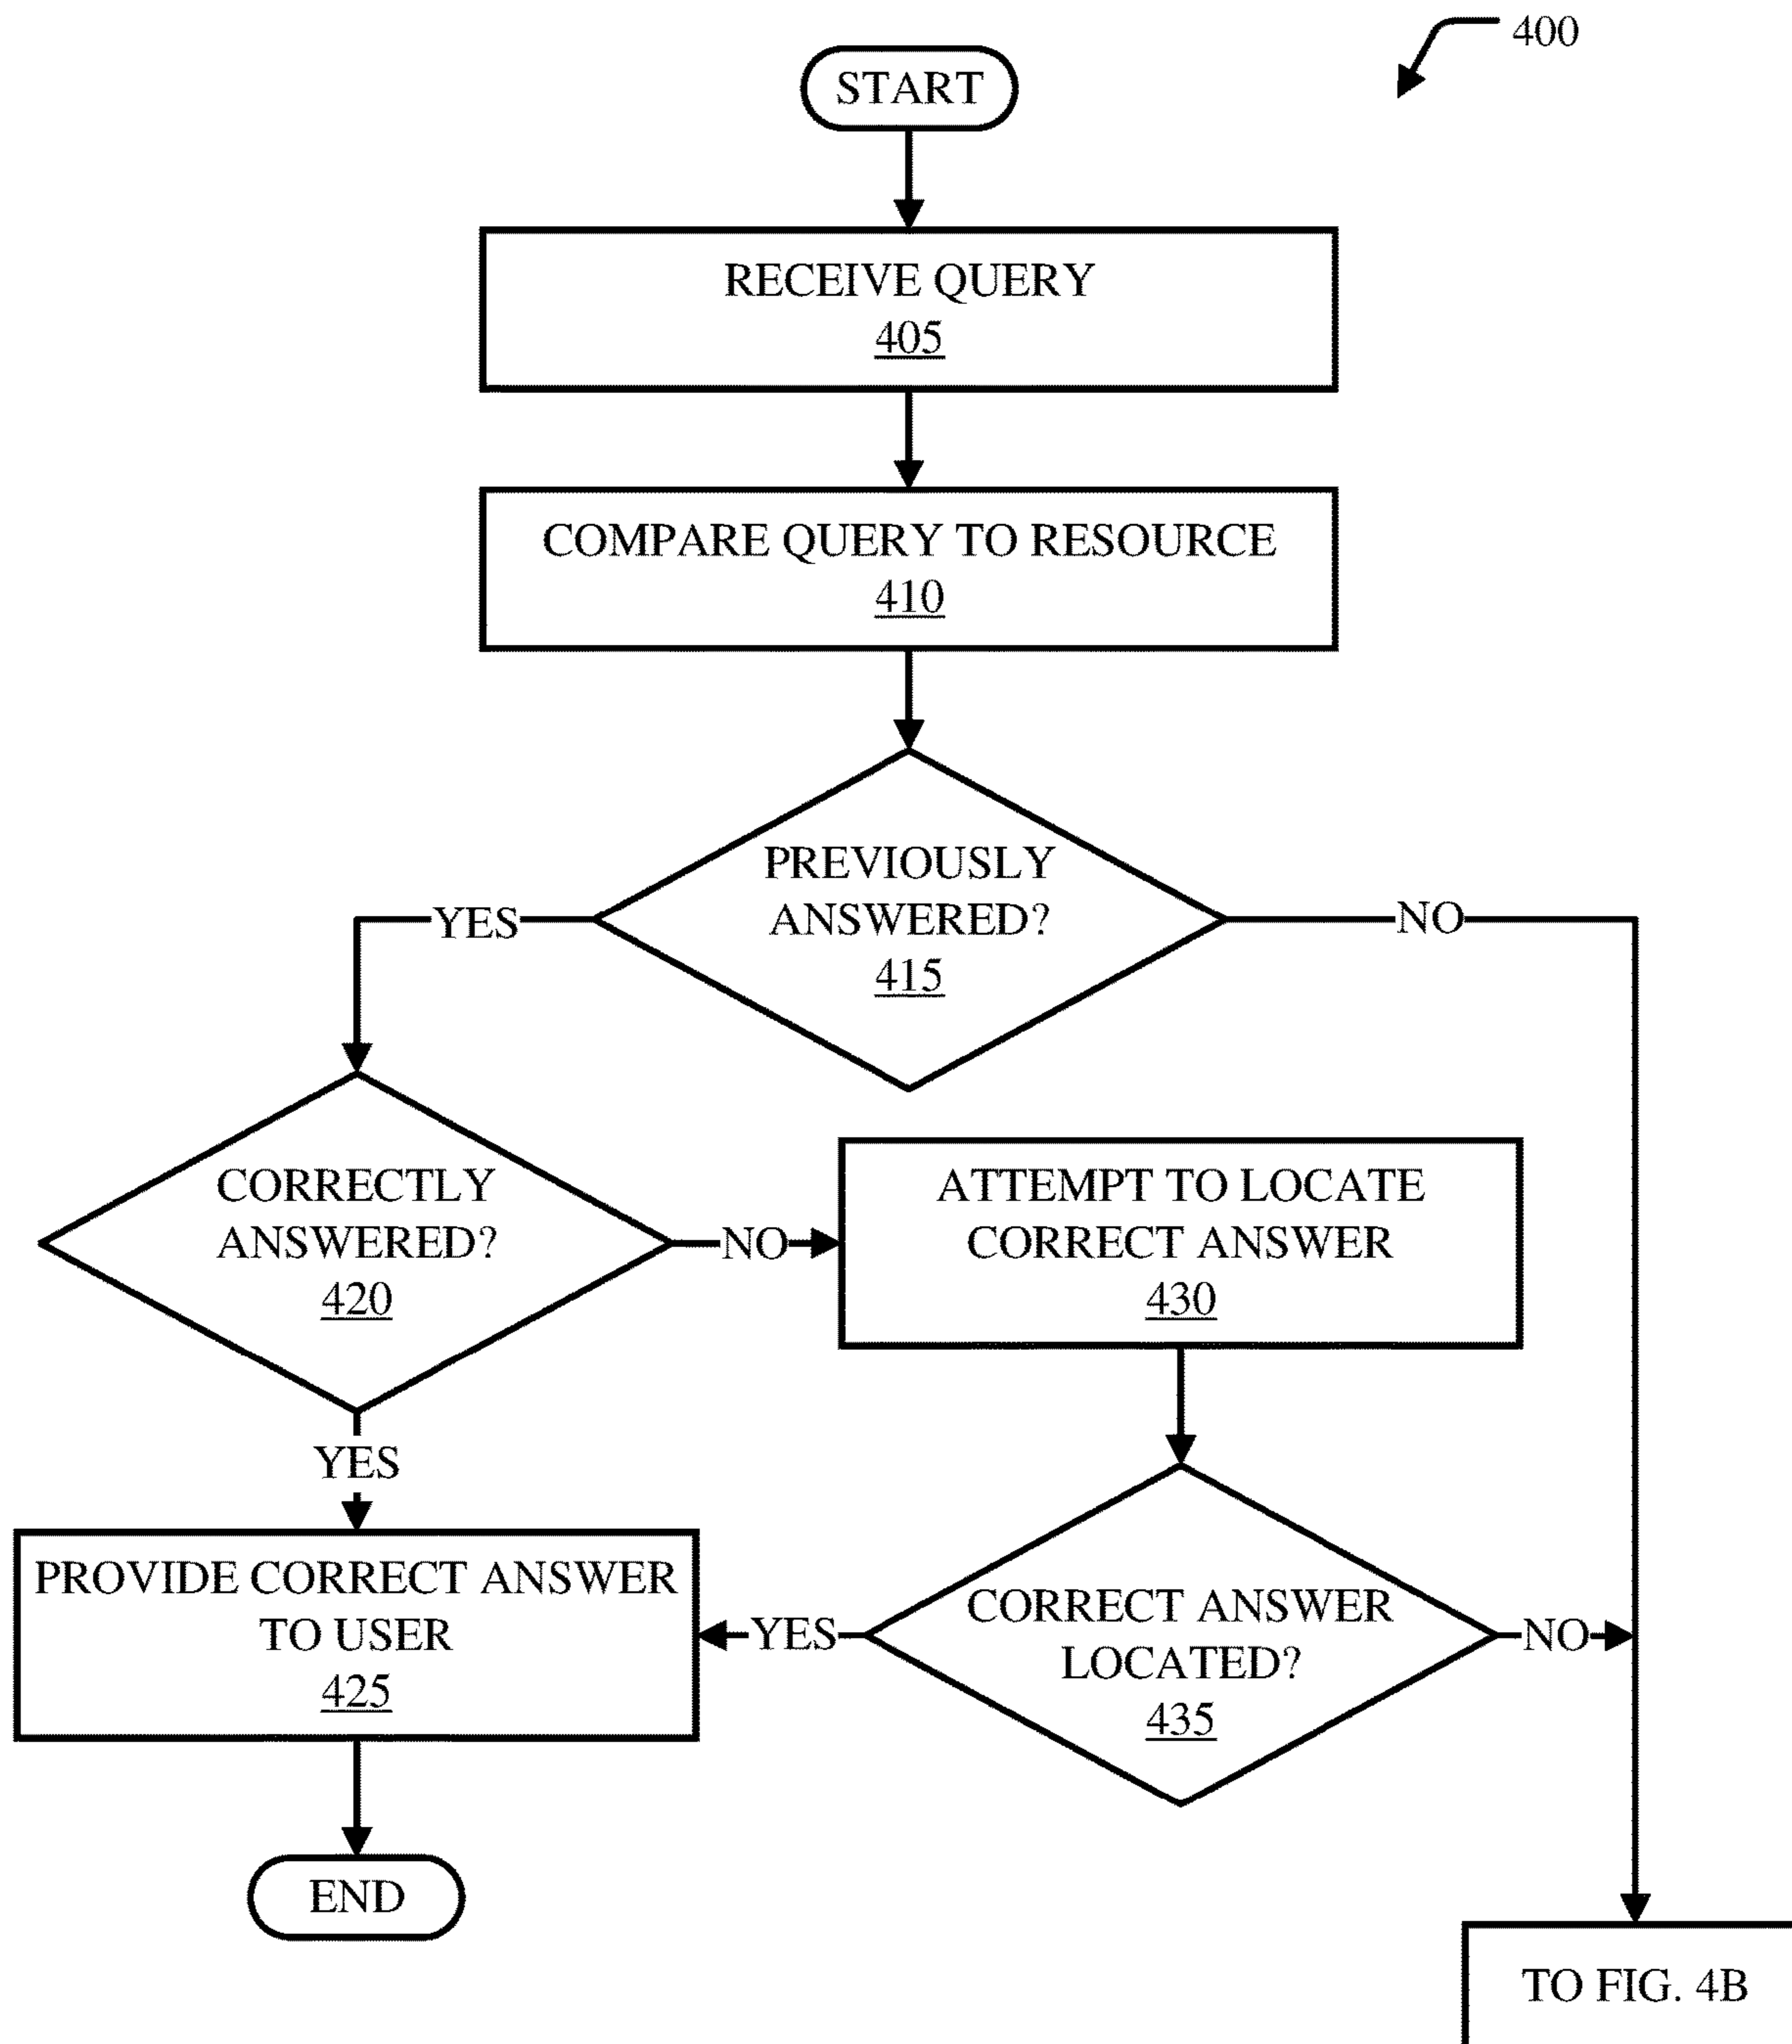 400
START
RECEIVE QUERY
405
COMPARE QUERY TO RESOURCE
410
PREVIOUSLY
ANSWERED?
415
YES
NO
CORRECTLY
ANSWERED?
420
NO
ATTEMPT TO LOCATE
CORRECT ANSWER
430
YES
PROVIDE CORRECT ANSWER
TO USER
425
YES
CORRECT ANSWER
LOCATED?
435
NO
END
TO FIG. 4B